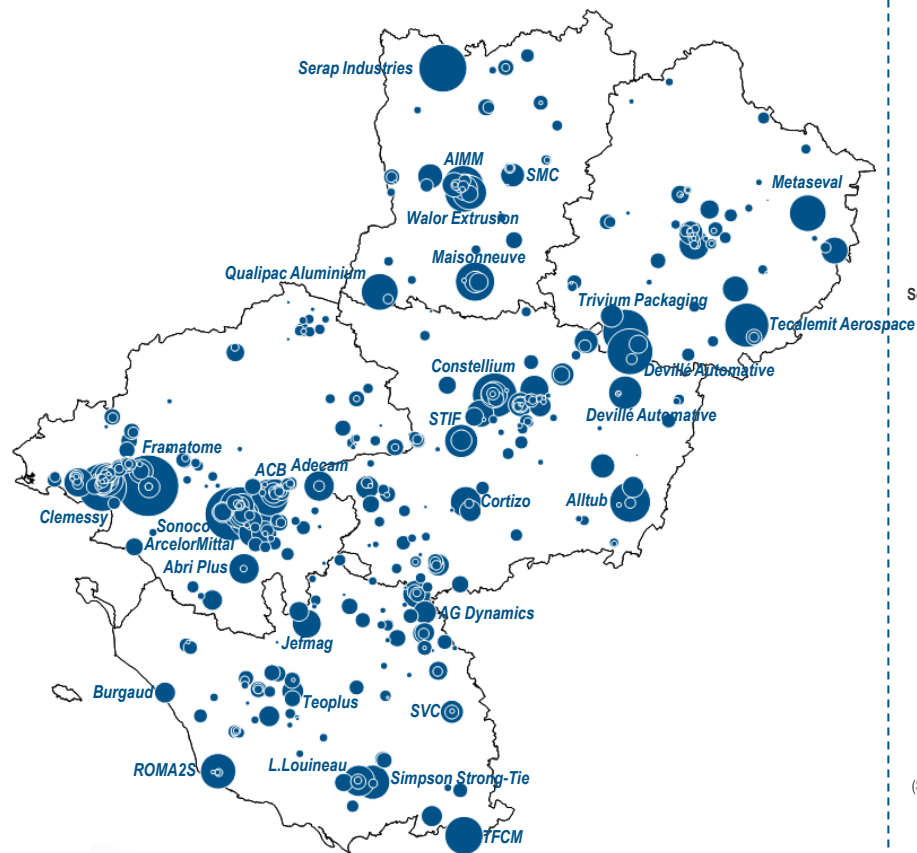 Serap Industries
AIMM
SMC
Metaseval
Walor Extrusion
Maisonneuve
Qualipac Aluminium
Trivium Packaging
S
Tecalemit Aerospace
Constellium
Devillé Automative
Devillé Automative
STIF
Framatome
ACB
Adecam
Cortizo
Alltub
Clemessy
Sonoco
ArcelorMittal
Abri Plus
AG Dynamics
Jefmag
Burgaud
Teoplus
SVC
ROMA2S
L.Louineau
Simpson Strong-Tie
(
TFCM